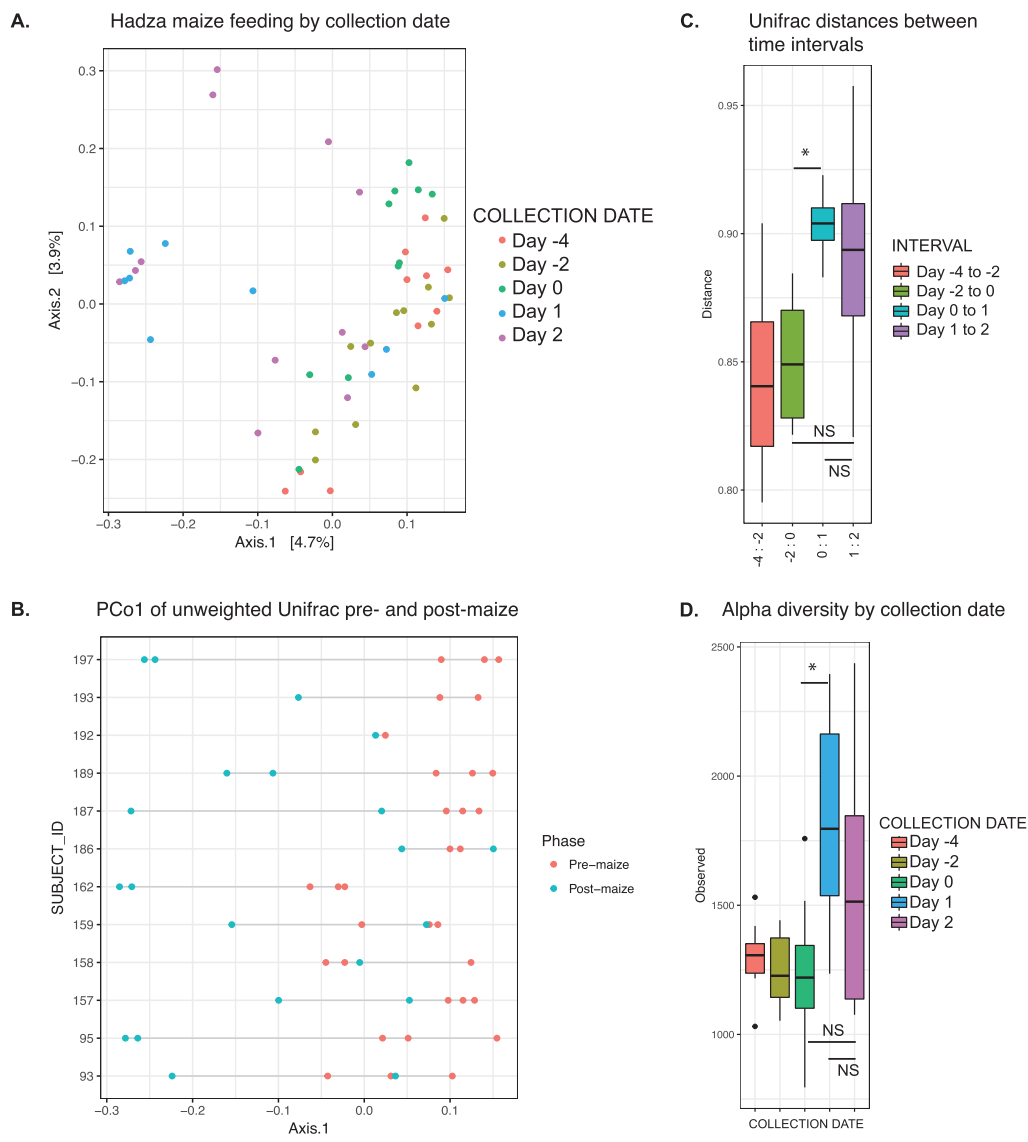 A.
Hadza maize feeding by collection date
0.3
0.2
0.1
0.0
−0.1
−0.2
−0.3
−0.2
−0.1
0.0
0.1
Axis.2 [3.9%]
Axis.1 [4.7%]
COLLECTION DATE
Day -4
Day -2
Day 0
Day 1
Day 2
C.
Unifrac distances between
time intervals
0.95
0.90
0.85
0.80
Distance
*
NS
NS
-4 : -2
-2 : 0
0 : 1
1 : 2
INTERVAL
Day -4 to -2
Day -2 to 0
Day 0 to 1
Day 1 to 2
B.
PCo1 of unweighted Unifrac pre- and post-maize
197
193
192
189
187
186
162
159
158
157
95
93
SUBJECT_ID
−0.3
−0.2
−0.1
0.0
0.1
Axis.1
Phase
Pre−maize
Post−maize
D.
Alpha diversity by collection date
2500
2000
1500
1000
Observed
*
NS
NS
COLLECTION DATE
COLLECTION DATE
Day -4
Day -2
Day 0
Day 1
Day 2